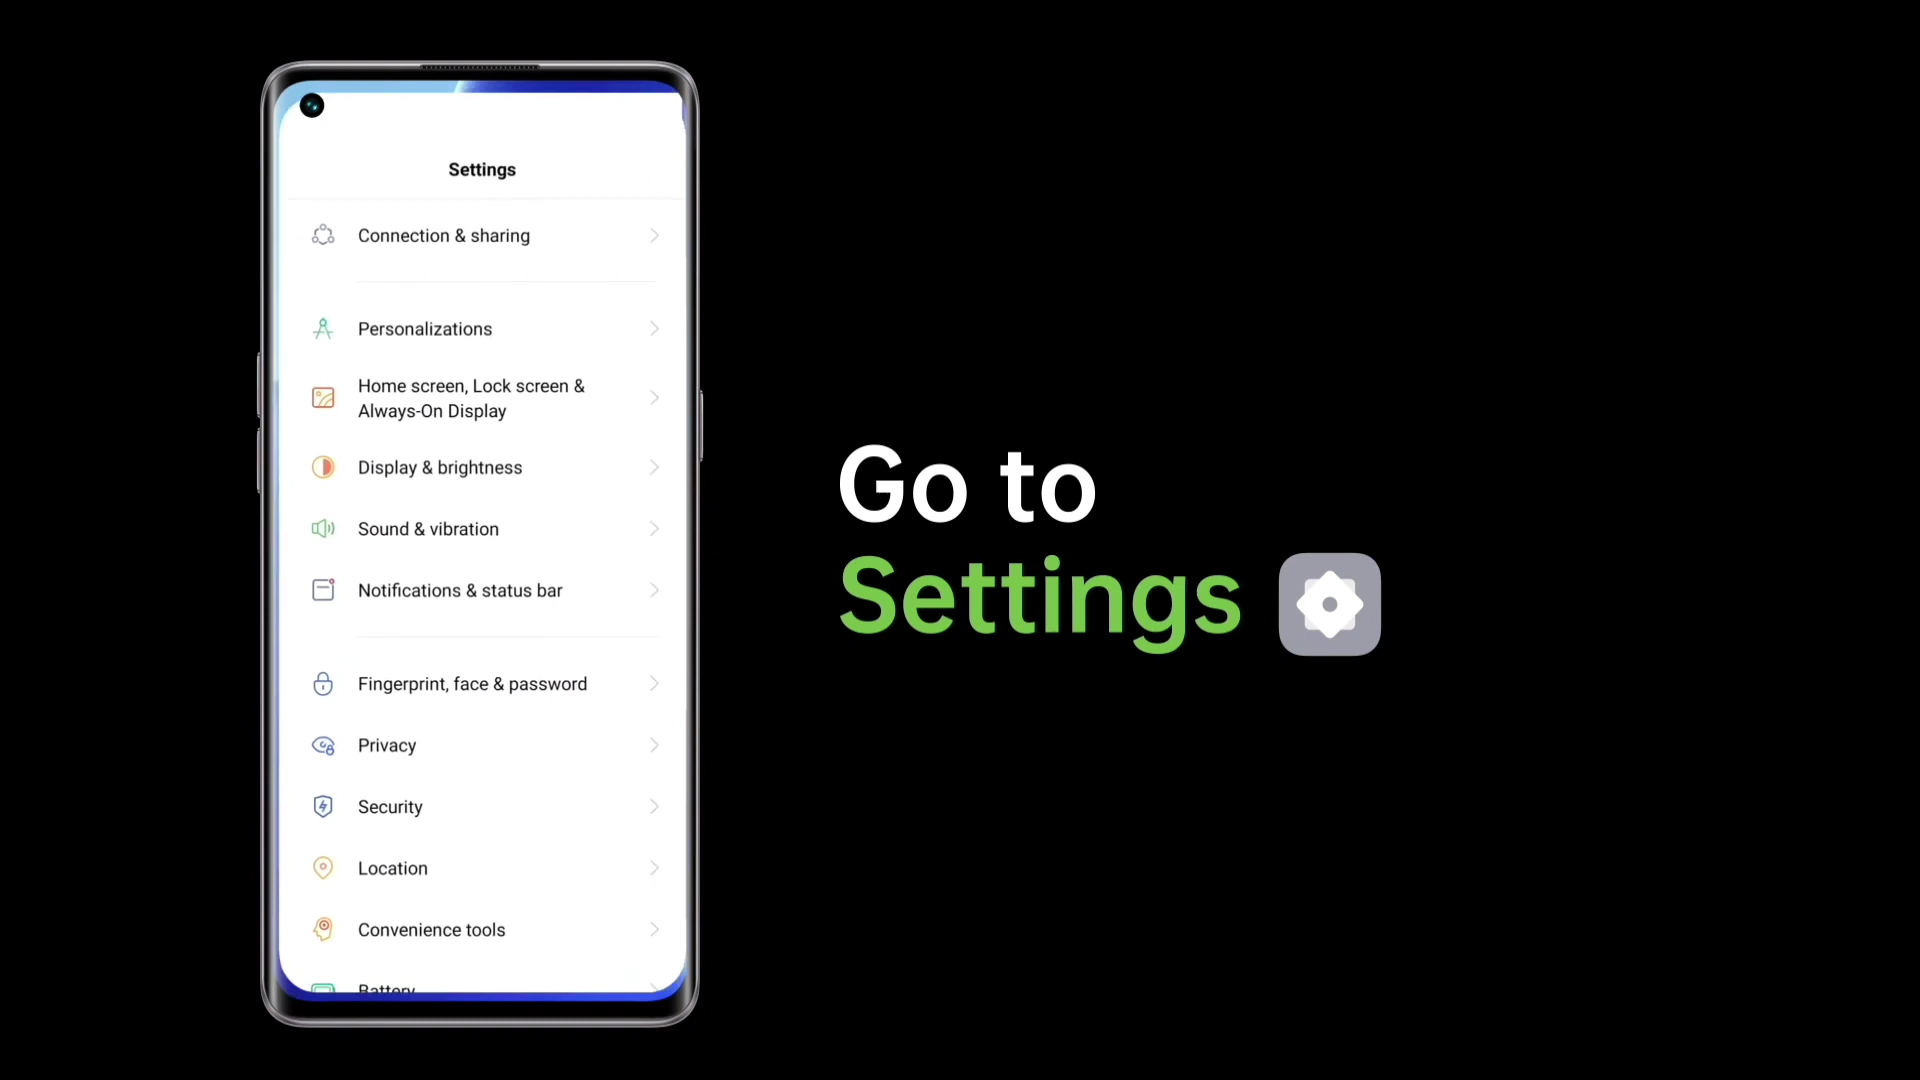 Settings
Connection & sharing
Personalizations
Home screen, Lock screen &
Always-On Display
Display & brightness
Sound & vibration
Notifications & status bar
Fingerprint, face & password
Privacy
Security
Location
Convenience tools
Battery
Go to
Settings